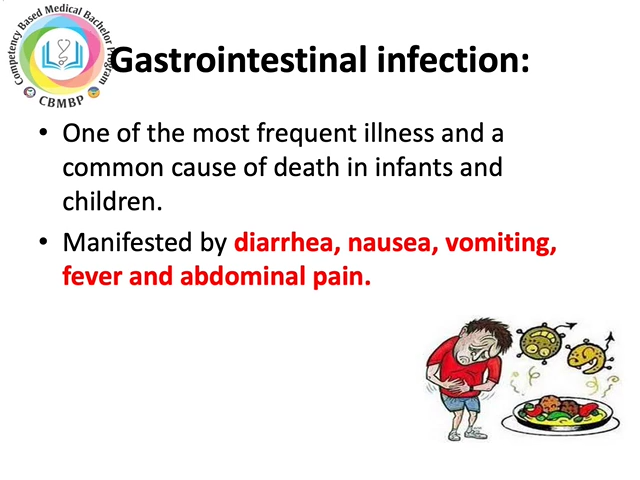 Competency Based Medical Bachelor Program
CBMBP
Gastrointestinal infection:
• One of the most frequent illness and a
common cause of death in infants and
children.
• Manifested by diarrhea, nausea, vomiting,
fever and abdominal pain.